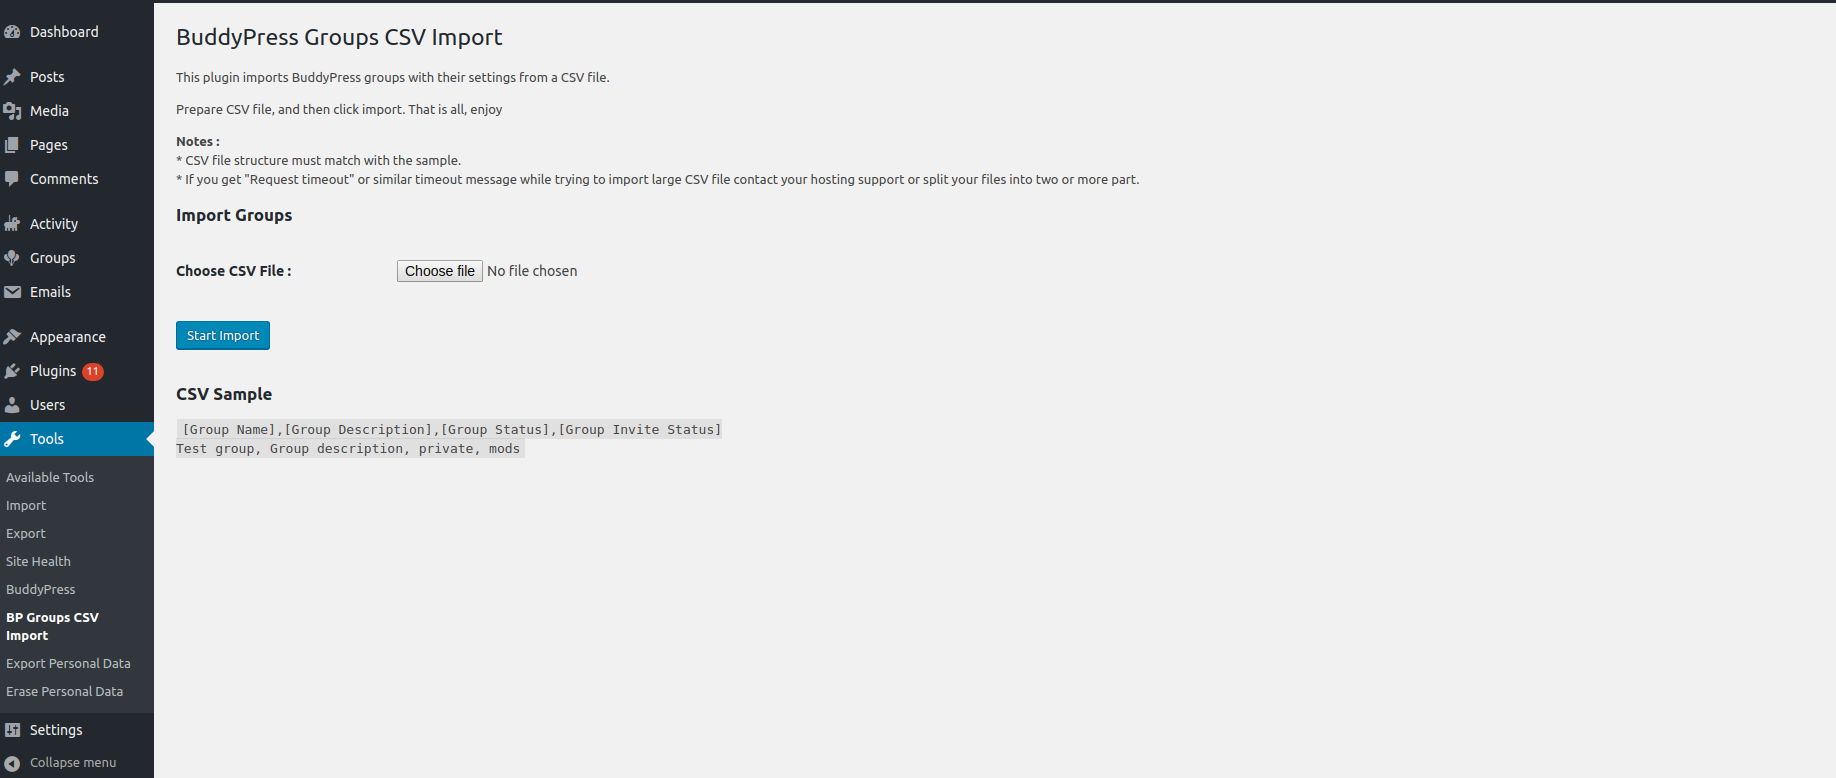 Dashboard
Posts
Media
Pages
Comments
Activity
Groups
Emails
Appearance
Plugins 11
Users
Tools
Available Tools
Import
Export
Site Health
BuddyPress
BP Groups CSV
Import
Export Personal Data
Erase Personal Data
Settings
Collapse menu
BuddyPress Groups CSV Import
This plugin imports BuddyPress groups with their settings from a CSV file.
Prepare CSV file, and then click import. That is all, enjoy
Notes :
* CSV file structure must match with the sample.
* If you get "Request timeout" or similar timeout message while trying to import large CSV file contact your hosting support or split your files into two or more part.
Import Groups
Choose CSV File : Choose file No file chosen
Start Import
CSV Sample
[Group Name],[Group Description],[Group Status],[Group Invite Status]
Test group, Group description, private, mods